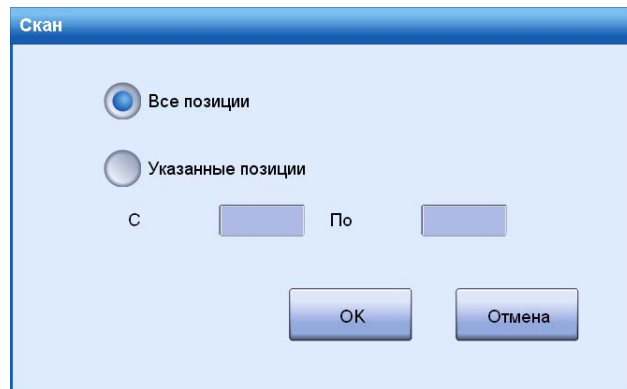 Скан
Все позиции
Указанные позиции
С По
OK Отмена